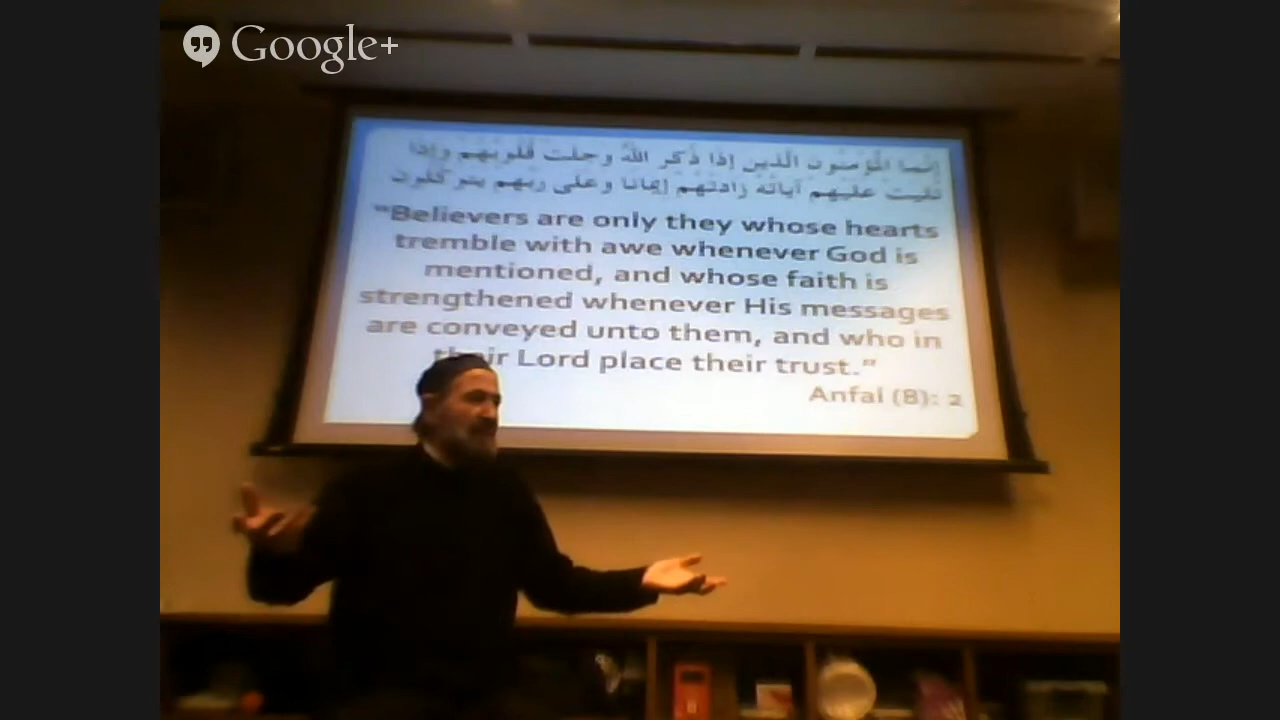 Google+
إنما المؤمنون الذين إذا ذكر الله وجلت قلوبهم وإذا
تليت عليهم آياته زادتهم إيمانا وعلى ربهم يتوكلون
"Believers are only they whose hearts
tremble with awe whenever God is
mentioned, and whose faith is
strengthened whenever His messages
are conveyed unto them, and who in
their Lord place their trust."
Anfal (8): 2